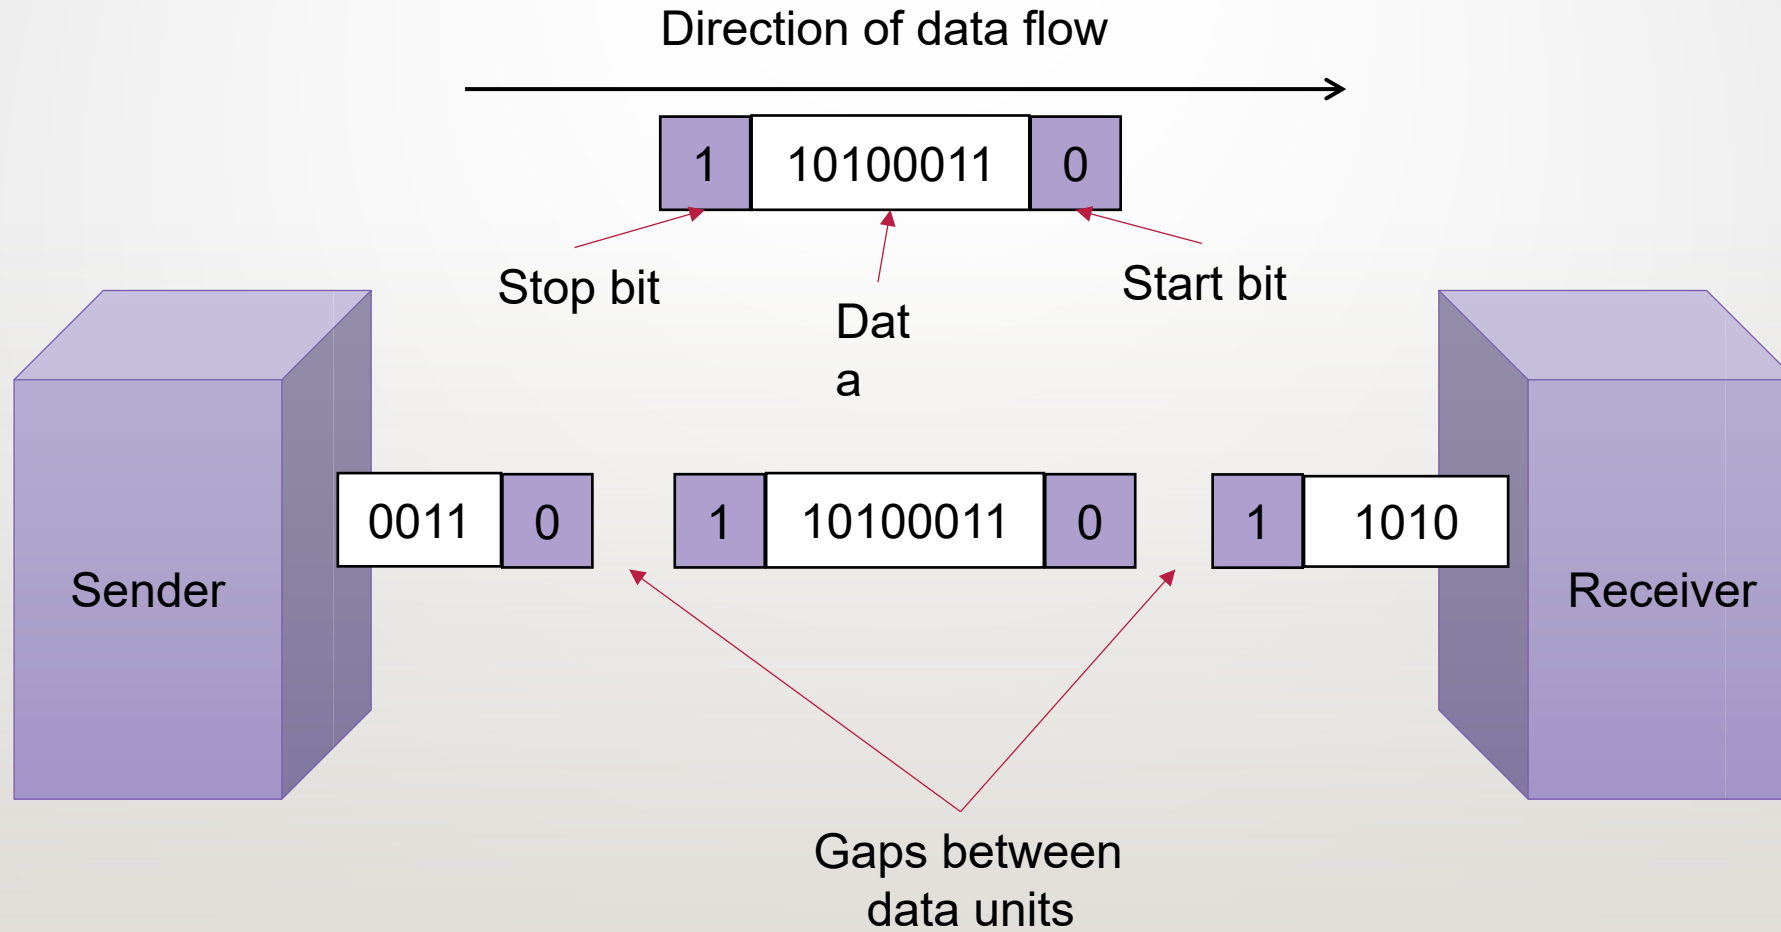 Direction of data flow
1 10100011 0
Stop bit
Start bit
Dat
a
0011 0 1 10100011 0 1 1010
Sender
Receiver
Gaps between
data units